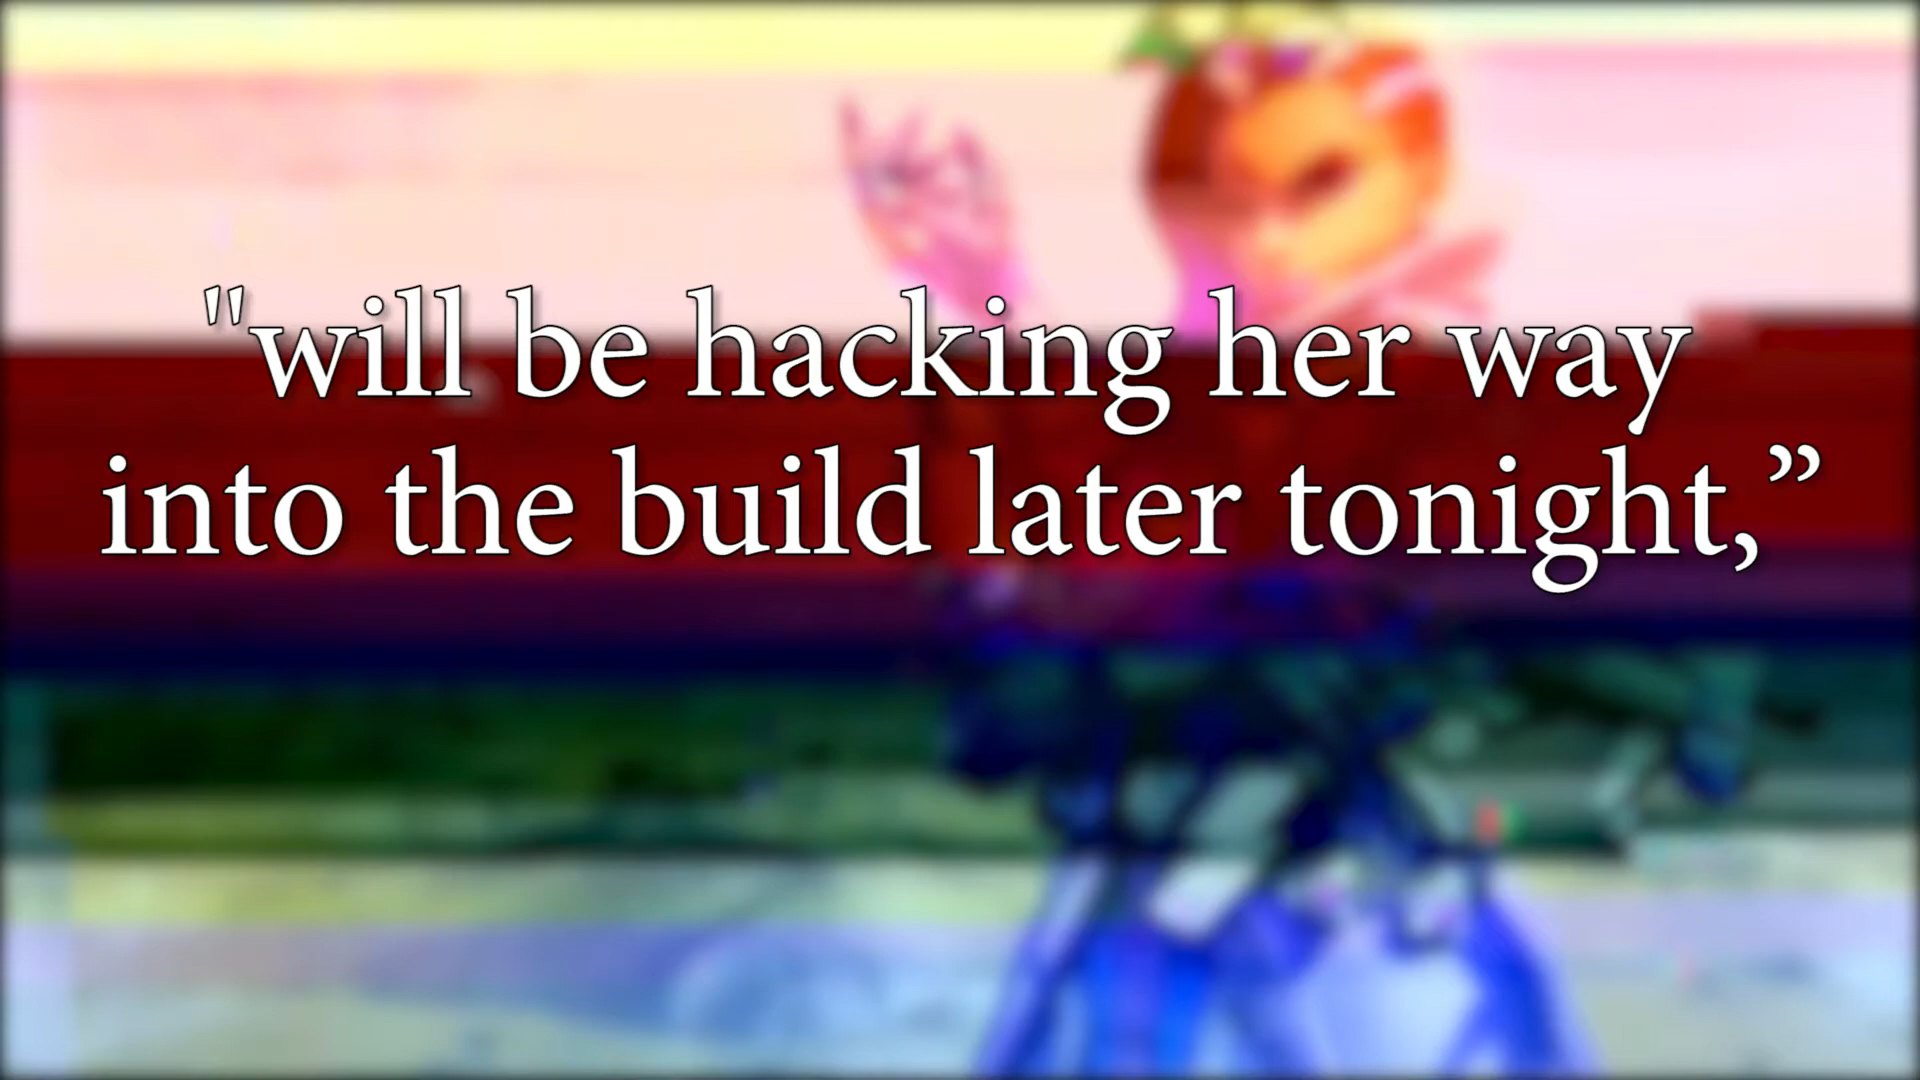 "will be hacking her way
into the build later tonight,”